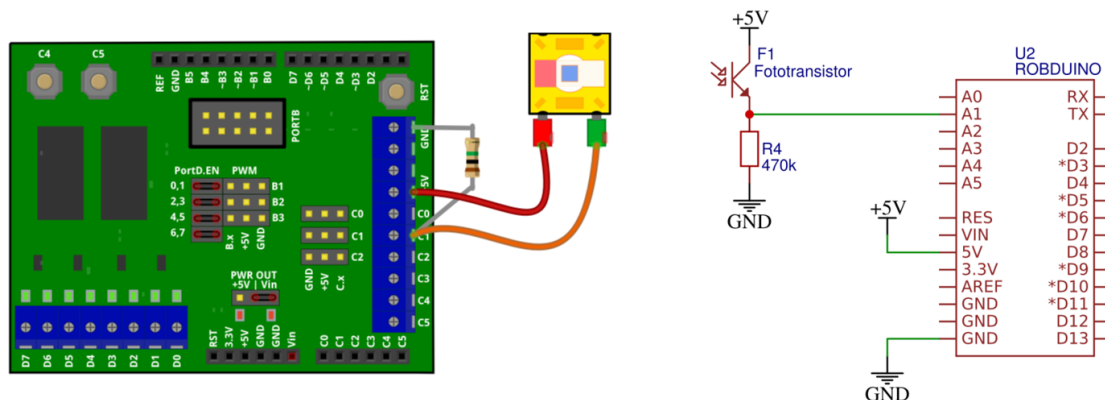 C4
C5
REF
GND
B5
B4
~B3
~B2
~B1
B0
D7
~D6
~D5
D4
~D3
D2
RST
PORTB
GND
5V
C0
C1
C2
C3
C4
C5
PortD.EN PWM
0,1
B1
2,3
B2
4,5
B3
6,7
B.x
+5V
GND
C0
C1
C2
GND
+5V
C.x
PWR OUT
+5V | Vin
RST
3.3V
+5V
GND
GND
Vin
C0
C1
C2
C3
C4
C5
D7
D6
D5
D4
D3
D2
D1
D0
+5V
F1
Fototransistor
R4
470k
GND
U2
ROBDUINO
A0
A1
A2
A3
A4
A5
RES
VIN
5V
3.3V
AREF
GND
GND
GND
RX
TX
D2
*D3
D4
*D5
*D6
D7
D8
*D9
*D10
*D11
D12
D13
+5V
GND